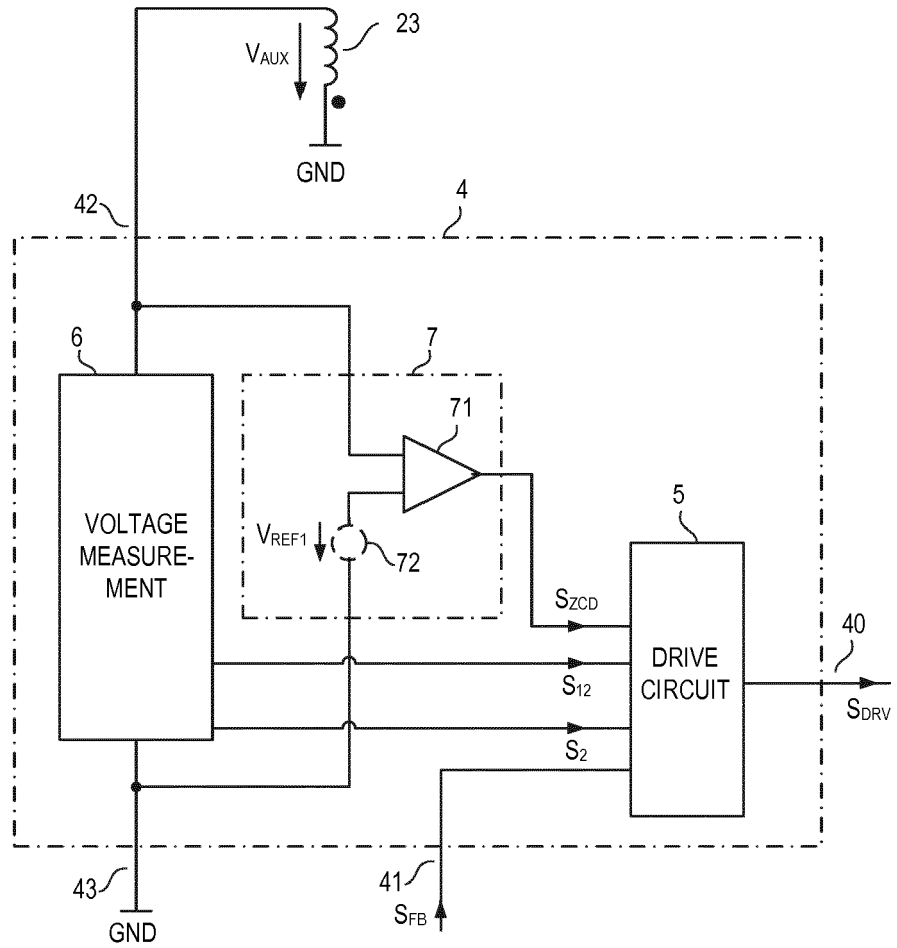 23
VAUX
GND
42
4
6
7
71
VOLTAGE
MEASURE-
MENT
VREF1
72
5
SZCD
40
DRIVE
CIRCUIT
S12
SDRV
S2
43
41
SFB
GND